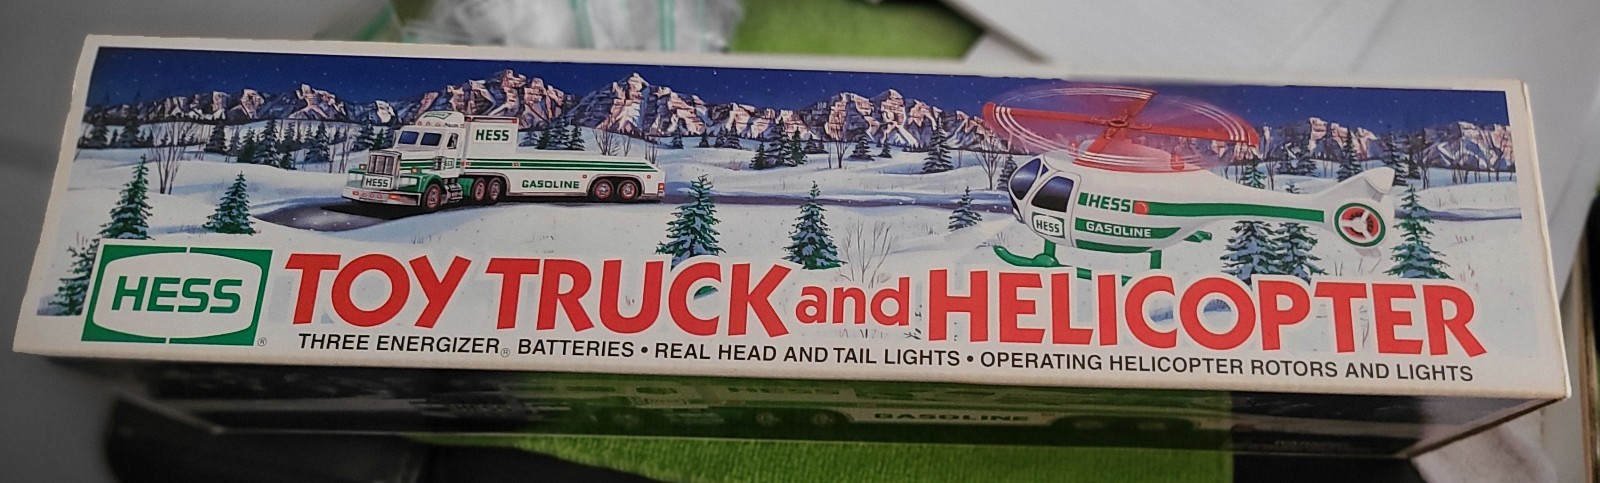 HESS
GASOLINE
HESS
HESS
GASOLINE
HESS
HESS®
TOY TRUCK and HELICOPTER
THREE ENERGIZER® BATTERIES • REAL HEAD AND TAIL LIGHTS • OPERATING HELICOPTER ROTORS AND LIGHTS
HESS
GASOLINE